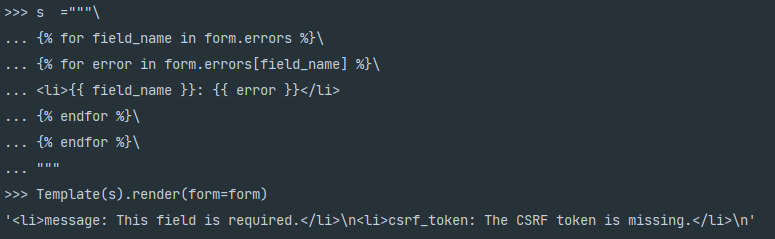 >>> s  ="""\
... {% for field_name in form.errors %}\
... {% for error in form.errors[field_name] %}\
... <li>{{ field_name }}: {{ error }}</li>
... {% endfor %}\
... {% endfor %}\
... """
>>> Template(s).render(form=form)
'<li>message: This field is required.</li>\n<li>csrf_token: The CSRF token is missing.</li>\n'